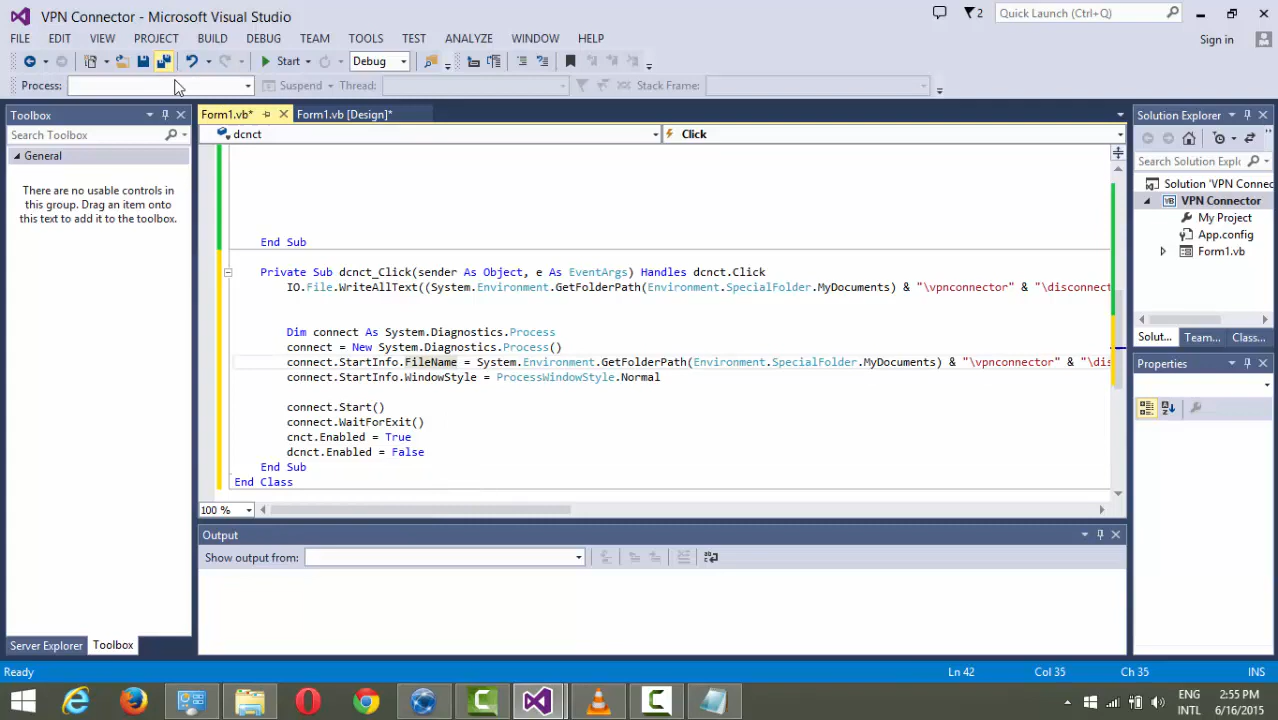 VPN Connector - Microsoft Visual Studio
2
Quick Launch (Ctrl+Q)
FILE EDIT VIEW PROJECT BUILD DEBUG TEAM TOOLS TEST ANALYZE WINDOW HELP
Sign in
Start Debug
Process: Suspend Thread: Stack Frame:
Toolbox
Search Toolbox
General
There are no usable controls in
this group. Drag an item onto
this text to add it to the toolbox.
Server Explorer Toolbox
Form1.vb* Form1.vb [Design]*
dcnct Click
End Sub
Private Sub dcnct_Click(sender As Object, e As EventArgs) Handles dcnct.Click
IO.File.WriteAllText((System.Environment.GetFolderPath(Environment.SpecialFolder.MyDocuments) & "\vpnconnector" & "\disconnect
Dim connect As System.Diagnostics.Process
connect = New System.Diagnostics.Process()
connect.StartInfo.FileName = System.Environment.GetFolderPath(Environment.SpecialFolder.MyDocuments) & "\vpnconnector" & "\dis
connect.StartInfo.WindowStyle = ProcessWindowStyle.Normal
connect.Start()
connect.WaitForExit()
cnct.Enabled = True
dcnct.Enabled = False
End Sub
End Class
100 %
Output
Show output from:
Solution Explorer
Search Solution Expl
Solution 'VPN Connec
VB VPN Connector
My Project
App.config
Form1.vb
Solut... Team... Class...
Properties
Ready Ln 42 Col 35 Ch 35 INS
ENG 2:55 PM
INTL 6/16/2015